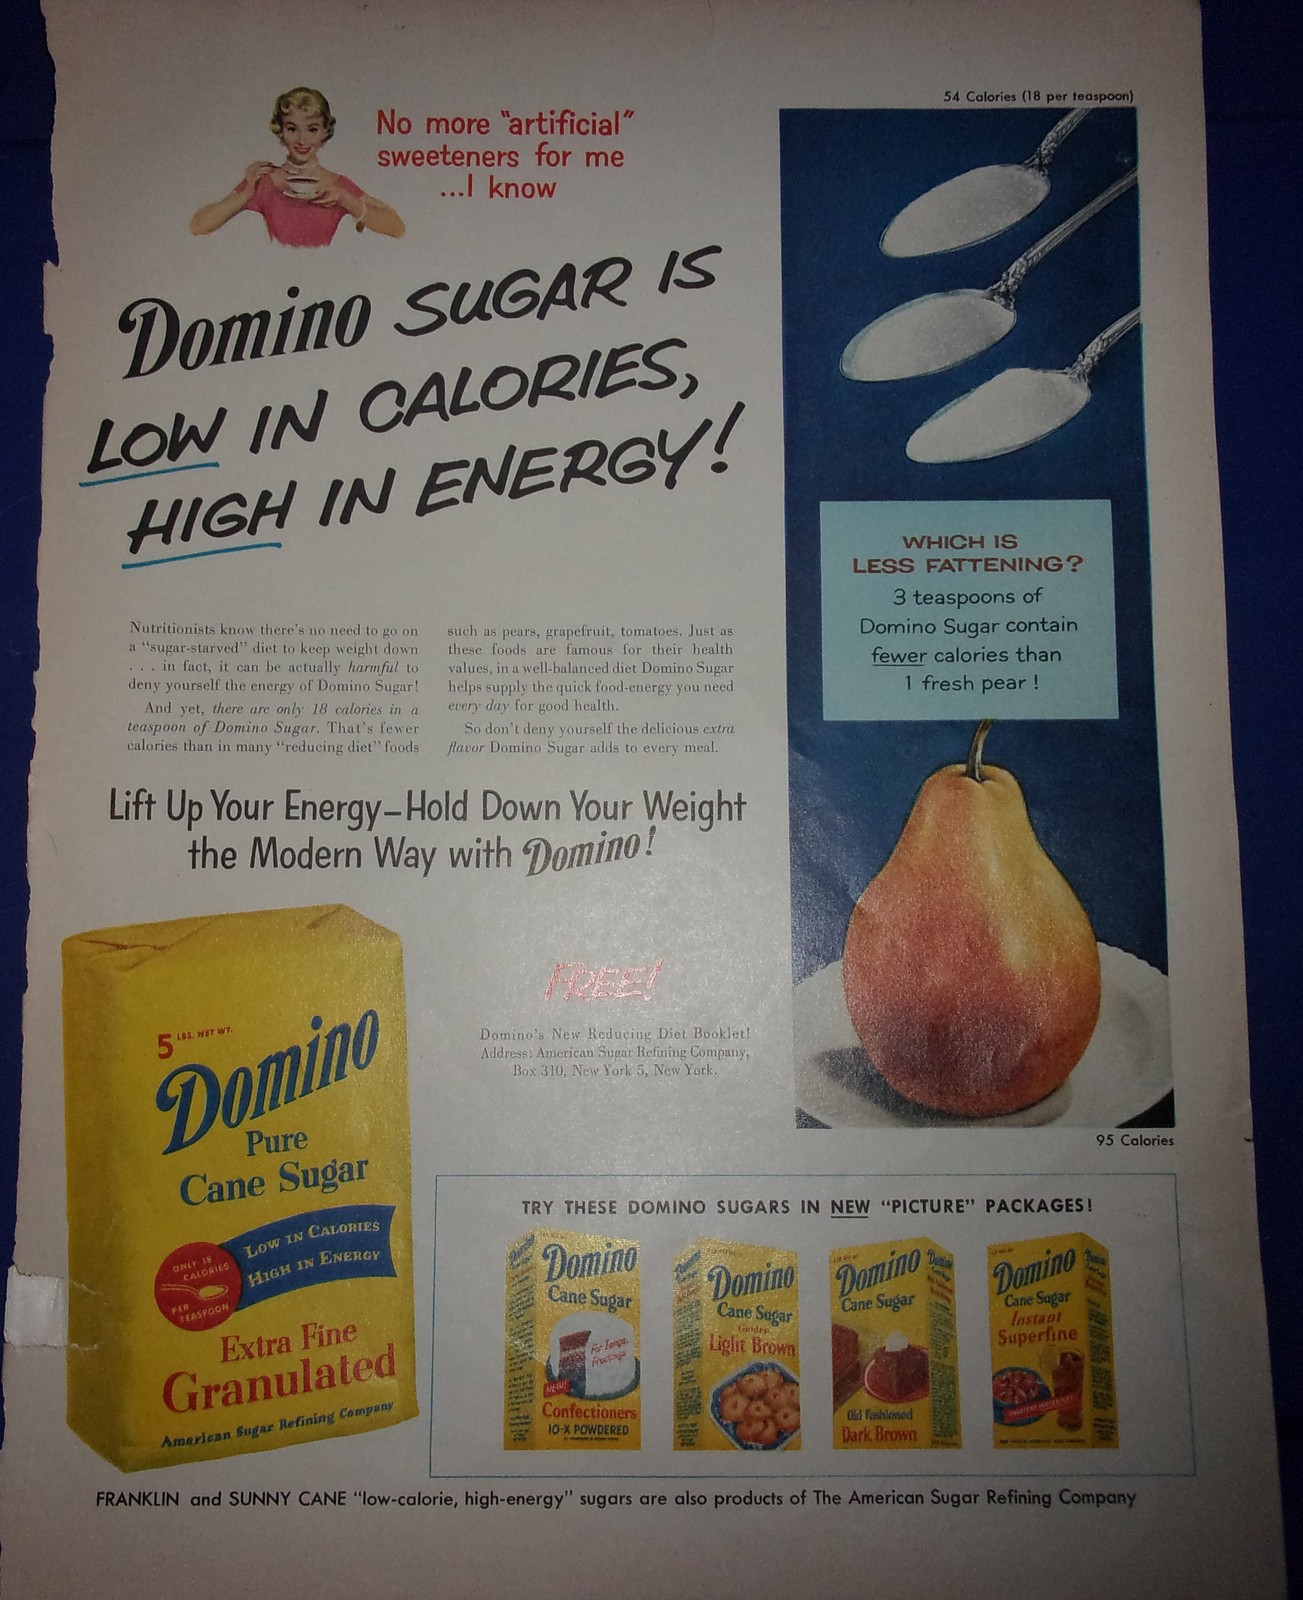 54 Calories (18 per teaspoon)
No more "artificial"
sweeteners for me
...I know
Domino SUGAR IS
LOW IN CALORIES,
HIGH IN ENERGY!
WHICH IS
LESS FATTENING?
3 teaspoons of
Domino Sugar contain
fewer calories than
1 fresh pear !
Nutritionists know there's no need to go on
a "sugar-starved" diet to keep weight down
. . . in fact, it can be actually harmful to
deny yourself the energy of Domino Sugar!
And yet, there are only 18 calories in a
teaspoon of Domino Sugar. That's fewer
calories than in many "reducing diet" foods
such as pears, grapefruit, tomatoes. Just as
these foods are famous for their health
values, in a well-balanced diet Domino Sugar
helps supply the quick food-energy you need
every day for good health.
So don't deny yourself the delicious extra
flavor Domino Sugar adds to every meal.
Lift Up Your Energy—Hold Down Your Weight
the Modern Way with Domino!
FREE!
Domino's New Reducing Diet Booklet!
Address: American Sugar Refining Company,
Box 310, New York 5, New York.
95 Calories
5 LBS. NET WT.
Domino
Pure
Cane Sugar
LOW IN CALORIES
HIGH IN ENERGY
ONLY 18
CALORIES
PER
TEASPOON
Extra Fine
Granulated
American Sugar Refining Company
TRY THESE DOMINO SUGARS IN NEW "PICTURE" PACKAGES!
Domino
Cane Sugar
NEW!
Confectioners
10-X POWDERED
Domino
Cane Sugar
Golden
Light Brown
Domino
Cane Sugar
Old Fashioned
Dark Brown
Domino
Cane Sugar
Instant
Superfine
FRANKLIN and SUNNY CANE "low-calorie, high-energy" sugars are also products of The American Sugar Refining Company